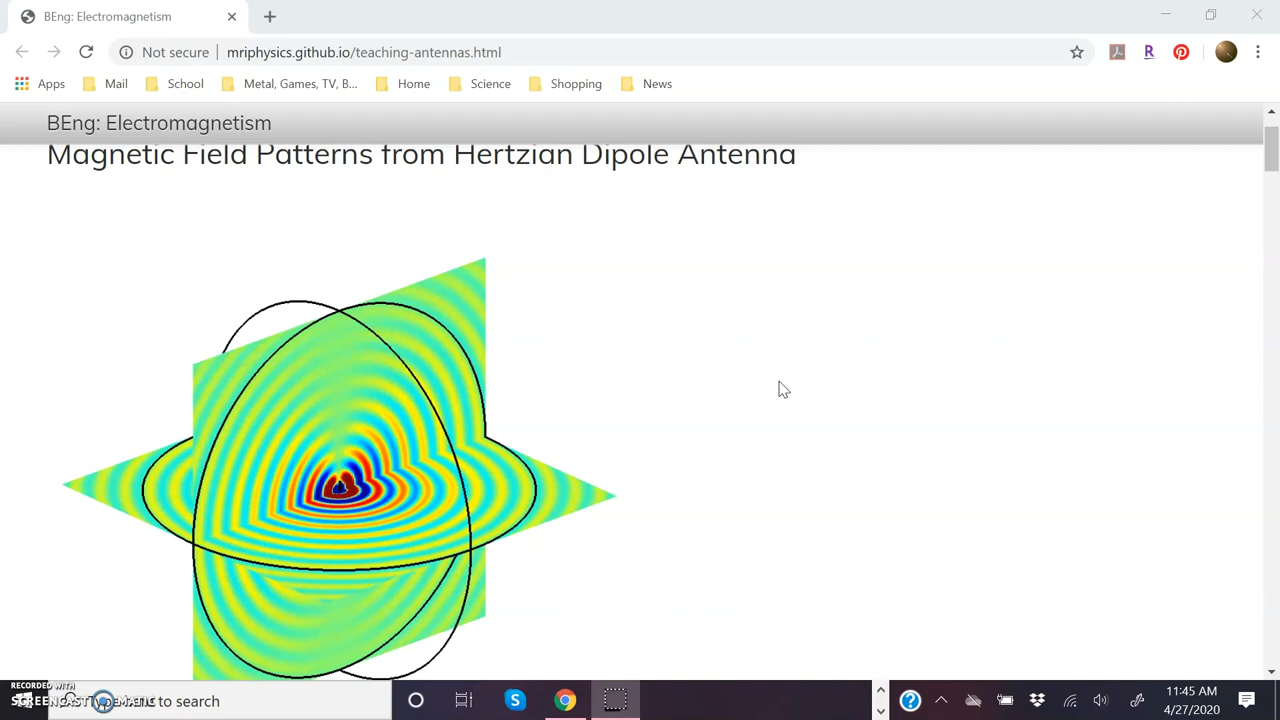 BEng: Electromagnetism
Not secure
mriphysics.github.io/teaching-antennas.html
Apps
Mail
School
Metal, Games, TV, B...
Home
Science
Shopping
News
BEng: Electromagnetism
Magnetic Field Patterns from Hertzian Dipole Antenna
RECORDED WITH
SCREENCAST-O-MATIC
to search
11:45 AM
4/27/2020